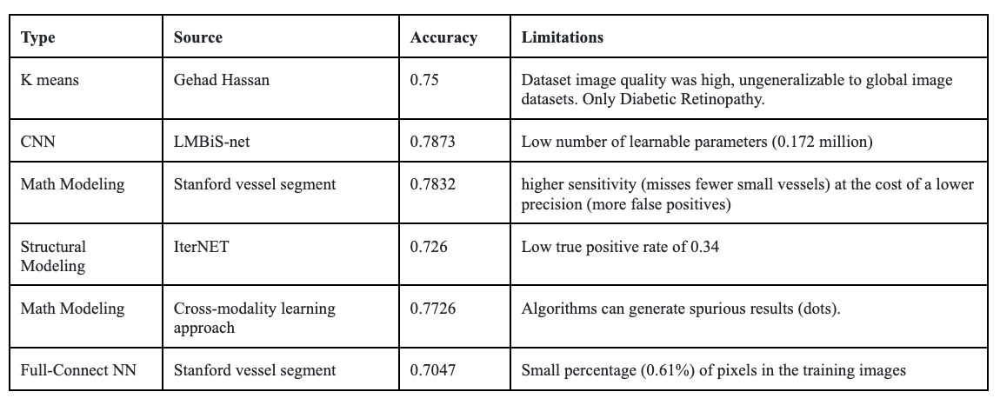 Type Source Accuracy Limitations
K means Gehad Hassan 0.75 Dataset image quality was high, ungeneralizable to global image
datasets. Only Diabetic Retinopathy.
CNN LMBiS-net 0.7873 Low number of learnable parameters (0.172 million)
Math Modeling Stanford vessel segment 0.7832 higher sensitivity (misses fewer small vessels) at the cost of a lower
precision (more false positives)
Structural IterNET 0.726 Low true positive rate of 0.34
Modeling
Math Modeling Cross-modality learning 0.7726 Algorithms can generate spurious results (dots).
approach
Full-Connect NN Stanford vessel segment 0.7047 Small percentage (0.61%) of pixels in the training images